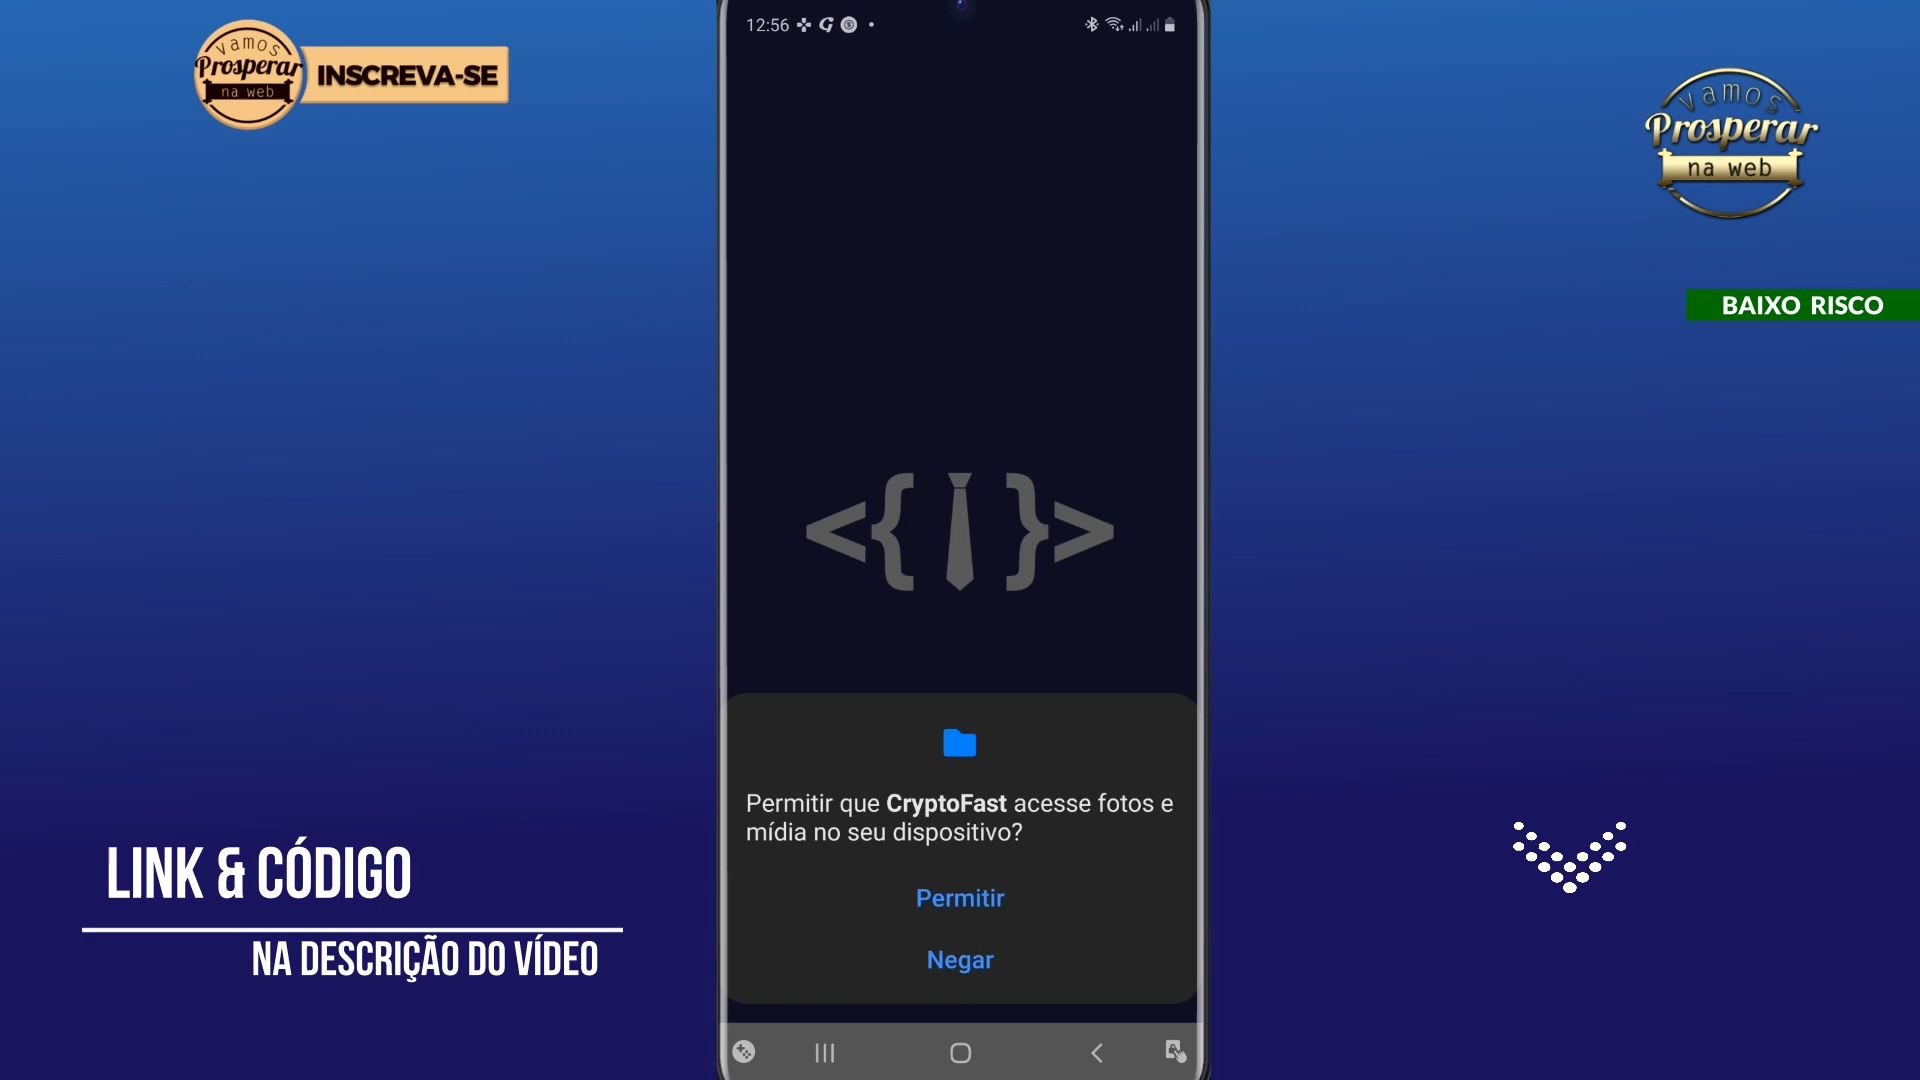 vamos
Prosperar
na web
INSCREVA-SE
12:56
vamos
Prosperar
na web
BAIXO RISCO
<{ }>
Permitir que CryptoFast acesse fotos e
mídia no seu dispositivo?
Permitir
Negar
LINK & CÓDIGO
NA DESCRIÇÃO DO VÍDEO